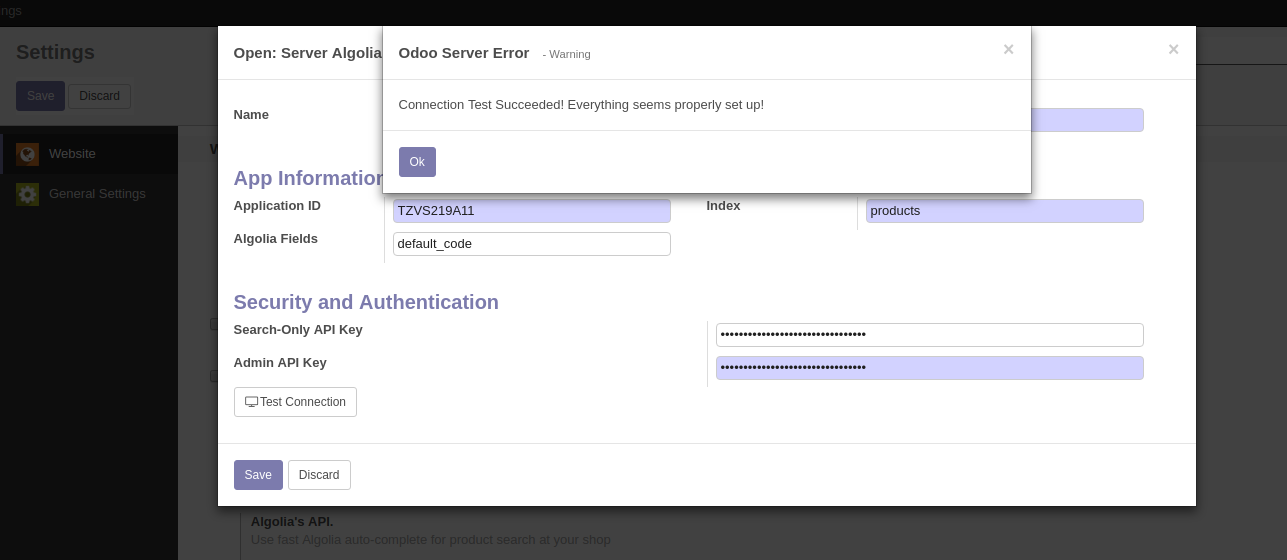 ngs
Settings
Save Discard
Website
General Settings
Open: Server Algolia
×
Odoo Server Error - Warning ×
Connection Test Succeeded! Everything seems properly set up!
Ok
Name
App Information
Application ID TZVS219A11 Index products
Algolia Fields default_code
Security and Authentication
Search-Only API Key ••••••••••••••••••••••••••••••••
Admin API Key ••••••••••••••••••••••••••••••••
Test Connection
Save Discard
Algolia's API.
Use fast Algolia auto-complete for product search at your shop